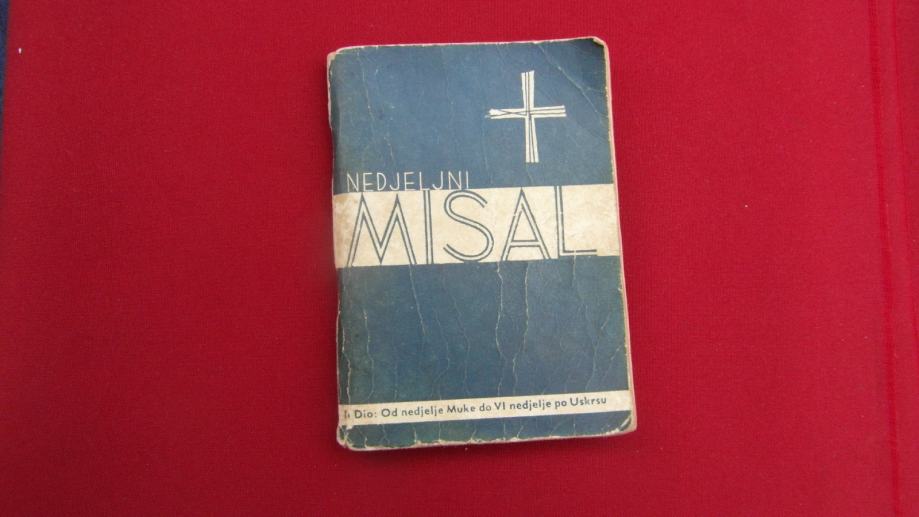 NEDJELJNI
MISAL
Dio: Od nedjelje Muke do VI nedjelje po Uskrsu